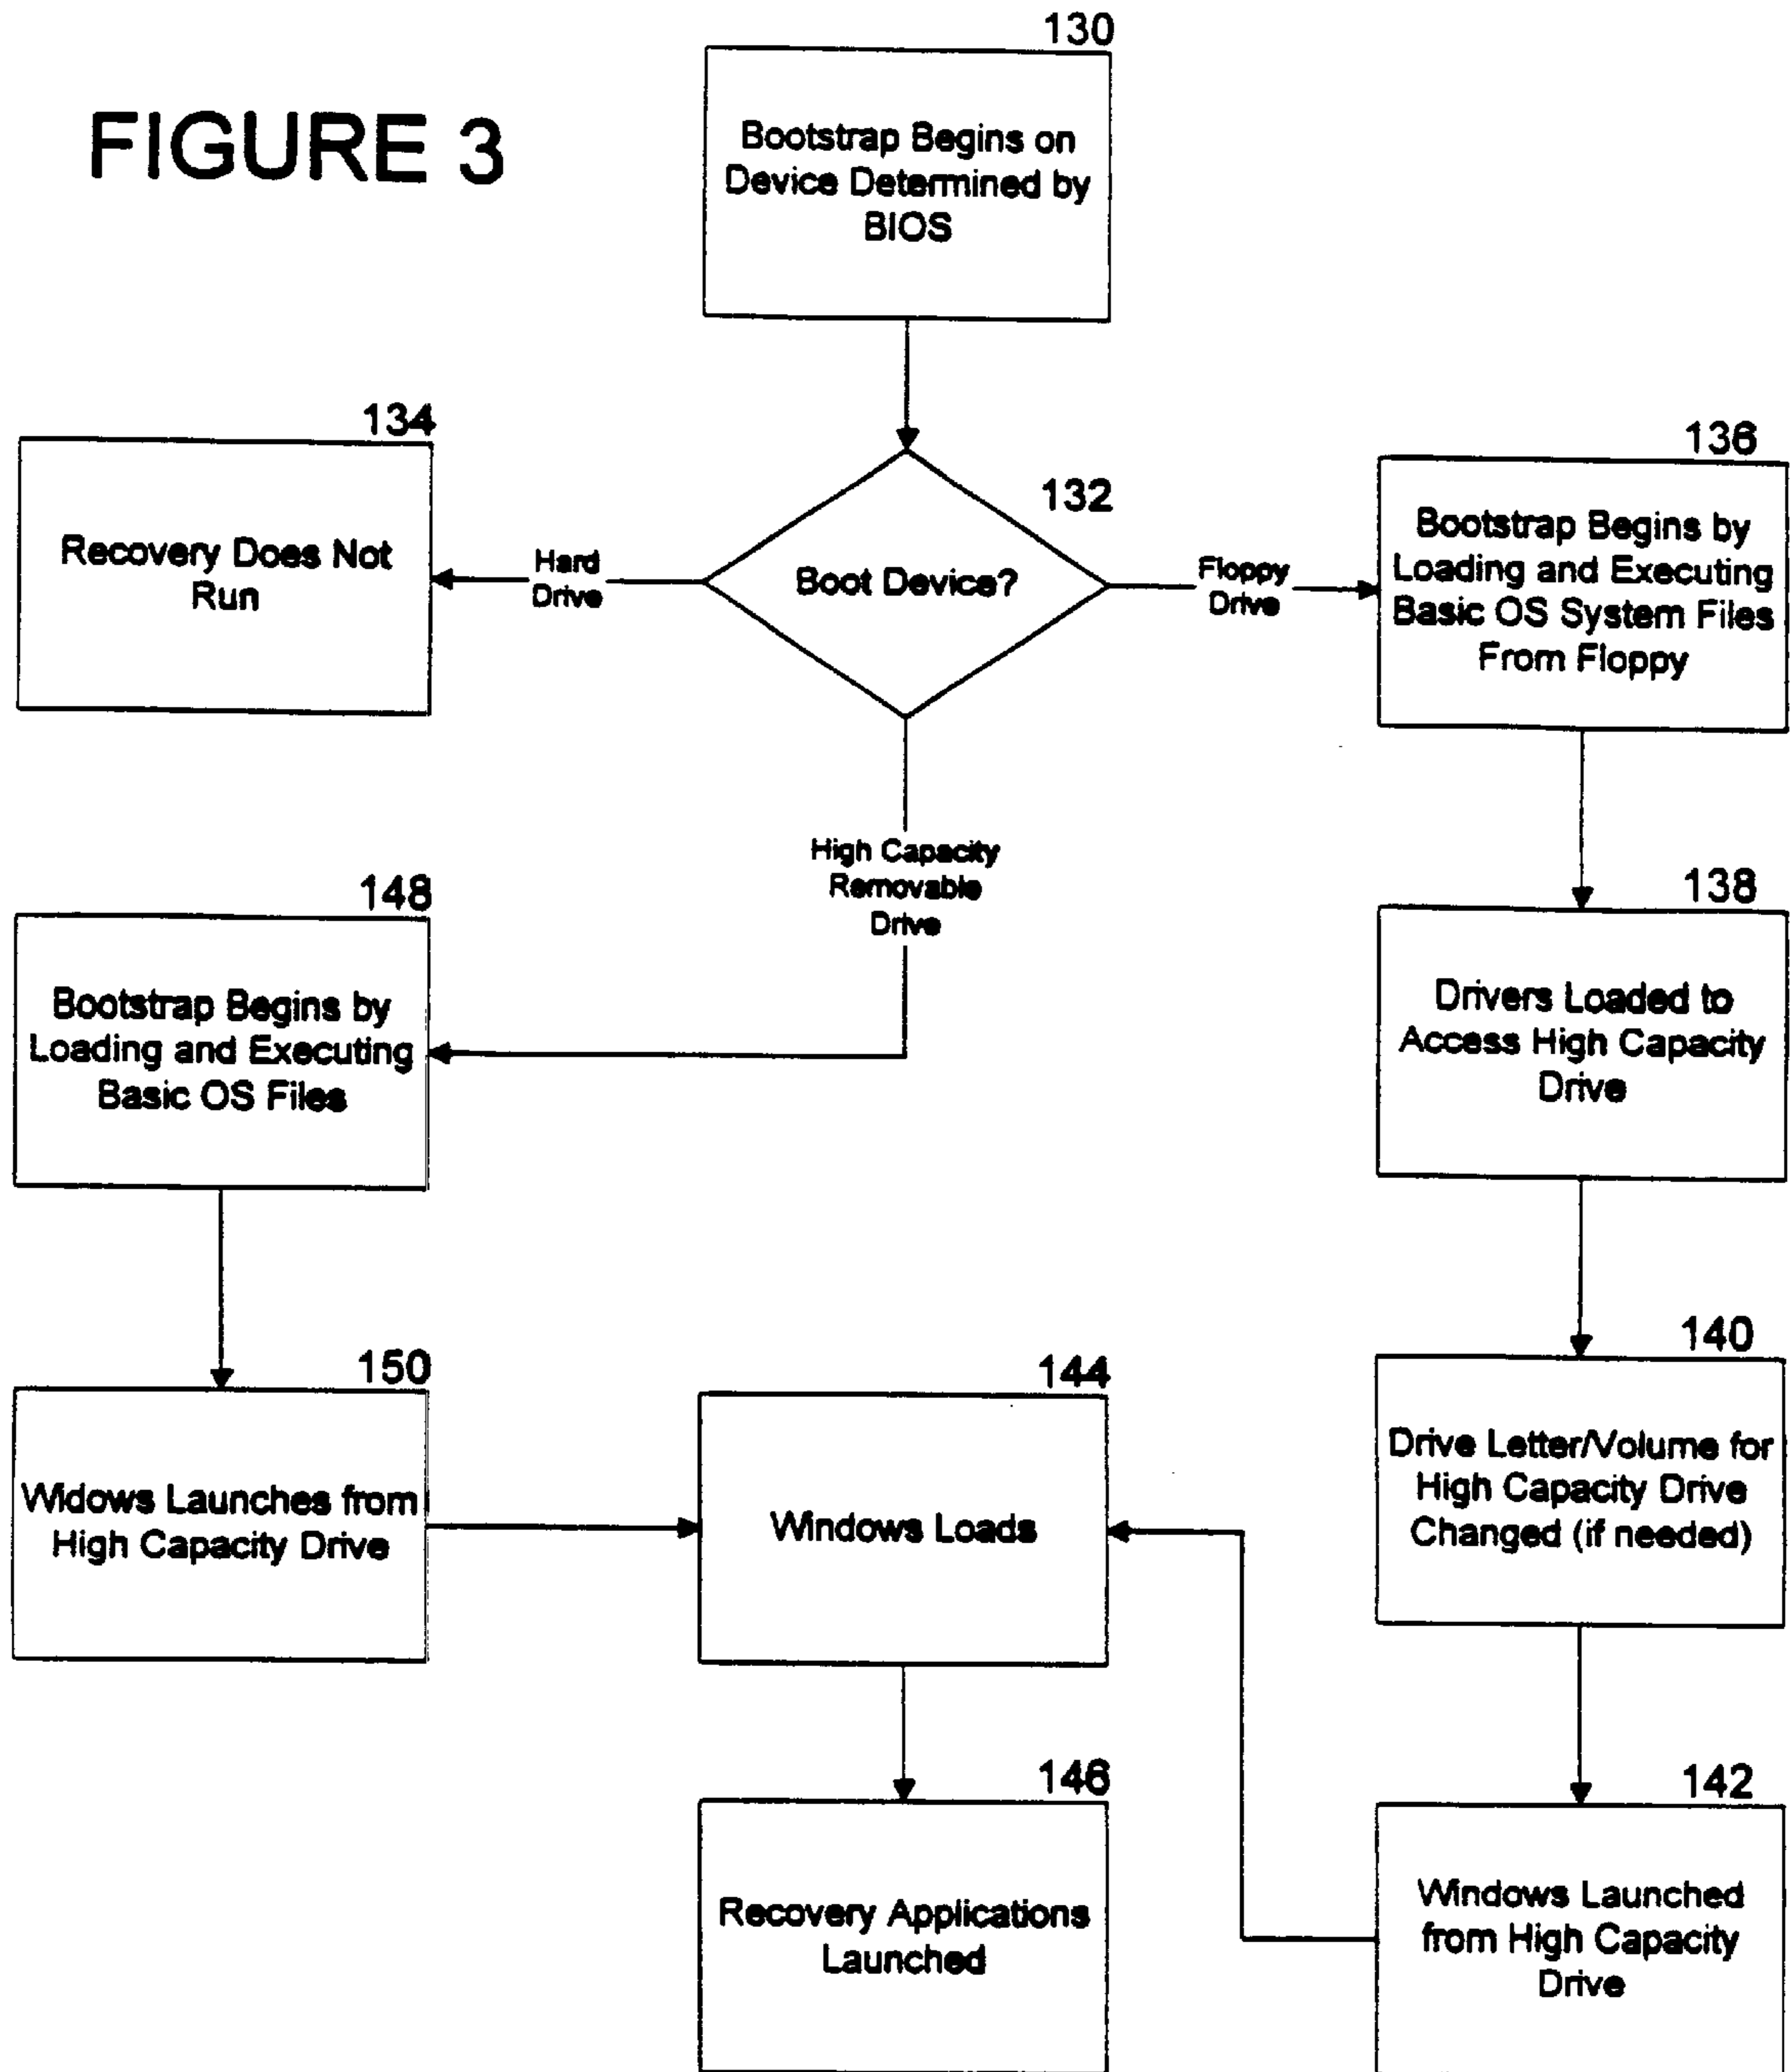 FIGURE 3
130
Bootstrap Begins on
Device Determined by
BIOS
132
Boot Device?
Hard
Drive
134
Recovery Does Not
Run
Floppy
Drive
136
Bootstrap Begins by
Loading and Executing
Basic OS System Files
From Floppy
High Capacity
Removable
Drive
138
Drivers Loaded to
Access High Capacity
Drive
148
Bootstrap Begins by
Loading and Executing
Basic OS Files
140
Drive Letter/Volume for
High Capacity Drive
Changed (if needed)
150
Widows Launches from
High Capacity Drive
144
Windows Loads
142
Windows Launched
from High Capacity
Drive
146
Recovery Applications
Launched